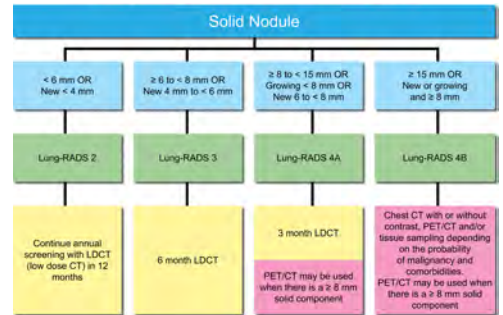 Solid Nodule
< 6 mm OR
New < 4 mm
≥ 6 to < 8 mm OR
New 4 mm to < 6 mm
≥ 8 to < 15 mm OR
Growing < 8 mm OR
New 6 to < 8 mm
≥ 15 mm OR
New or growing
and ≥ 8 mm
Lung-RADS 2
Lung-RADS 3
Lung-RADS 4A
Lung-RADS 4B
Continue annual
screening with LDCT
(low dose CT) in 12
months
6 month LDCT
3 month LDCT
PET/CT may be used
when there is a ≥ 8 mm
solid component
Chest CT with or without
contrast, PET/CT and/or
tissue sampling depending
on the probability
of malignancy and
comorbidities.
PET/CT may be used when
there is a ≥ 8 mm solid
component